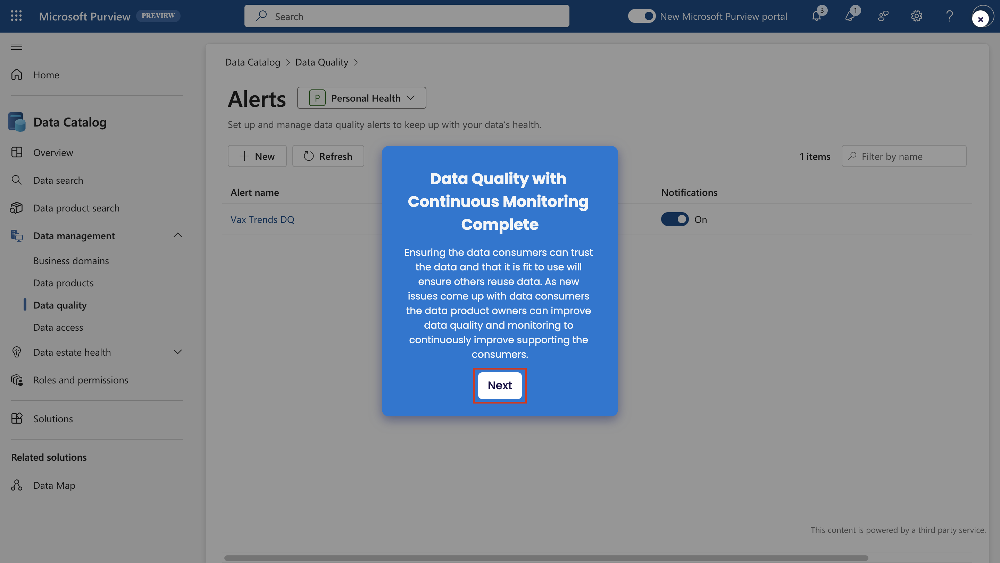 Microsoft Purview PREVIEW
Search
New Microsoft Purview portal
3
1
Home
Data Catalog
Overview
Data search
Data product search
Data management
Business domains
Data products
Data quality
Data access
Data estate health
Roles and permissions
Solutions
Related solutions
Data Map
Data Catalog > Data Quality >
Alerts
P Personal Health
Set up and manage data quality alerts to keep up with your data’s health.
New
Refresh
1 items
Filter by name
Alert name
Notifications
Vax Trends DQ
On
Data Quality with
Continuous Monitoring
Complete
Ensuring the data consumers can trust
the data and that it is fit to use will
ensure others reuse data. As new
issues come up with data consumers
the data product owners can improve
data quality and monitoring to
continuously improve supporting the
consumers.
Next
This content is powered by a third party service.